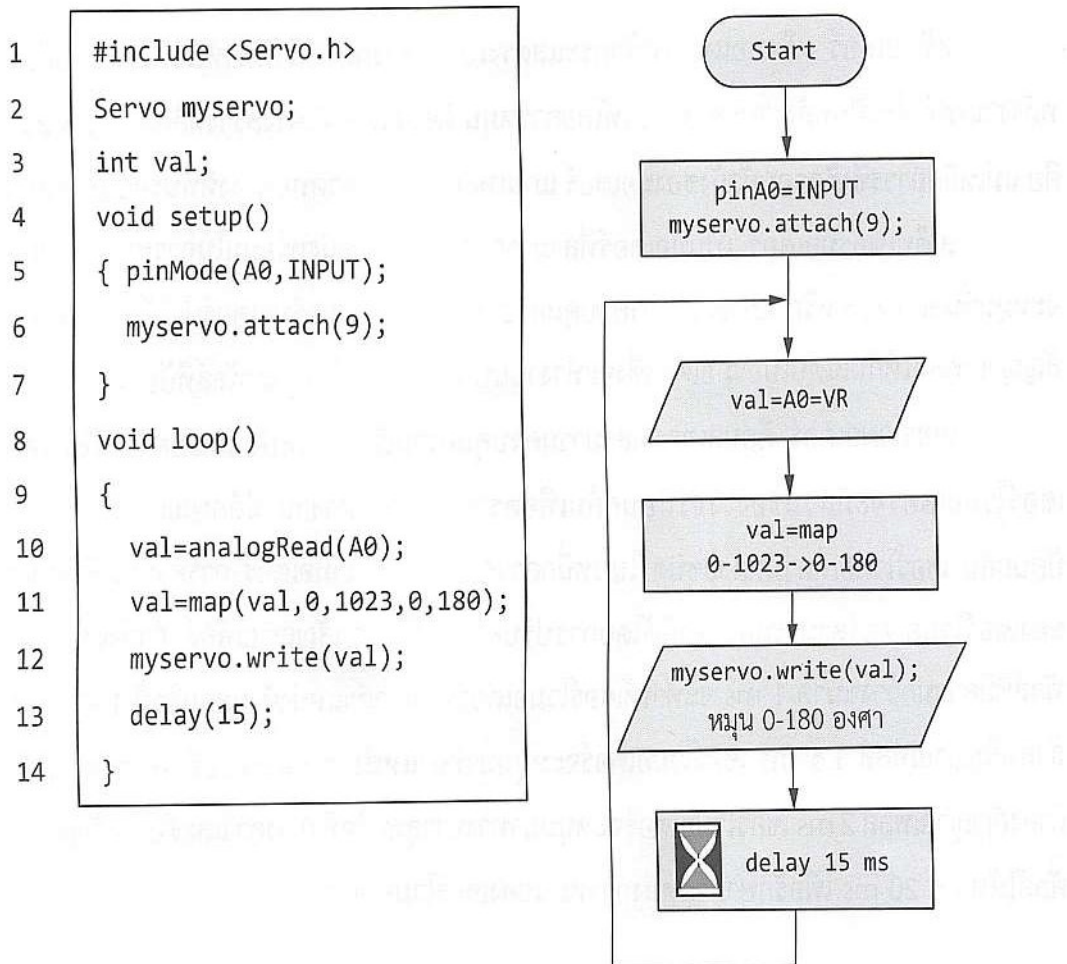 1 #include <Servo.h>
2 Servo myservo;
3 int val;
4 void setup()
5 { pinMode(A0,INPUT);
6 myservo.attach(9);
7 }
8 void loop()
9 {
10 val=analogRead(A0);
11 val=map(val,0,1023,0,180);
12 myservo.write(val);
13 delay(15);
14 }
Start
pinA0=INPUT
myservo.attach(9);
val=A0=VR
val=map
0-1023->0-180
myservo.write(val);
หมุน 0-180 องศา
delay 15 ms